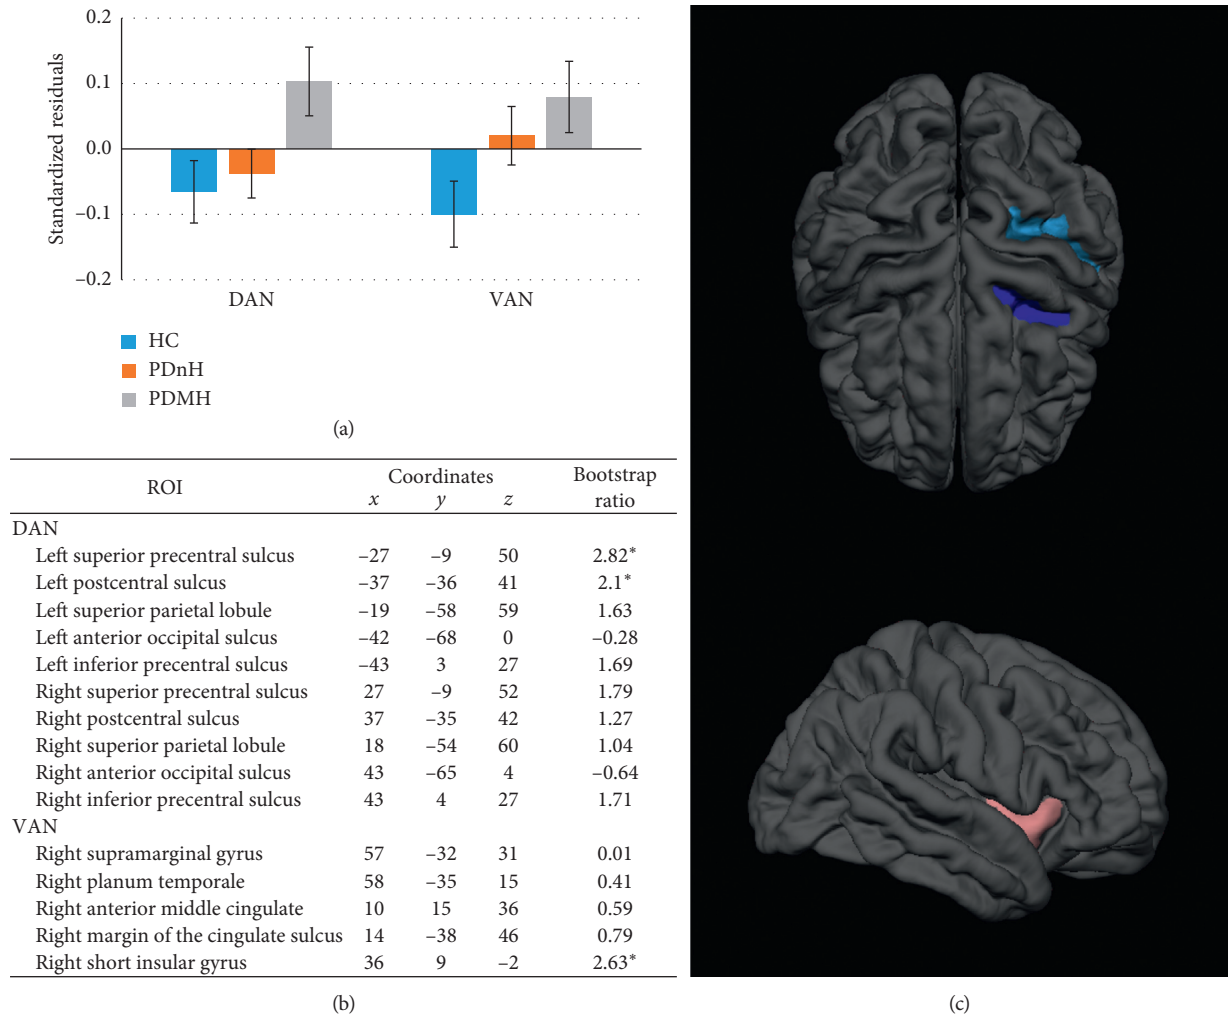 0.2
0.1
0.0
–0.1
–0.2
Standardized residuals
DAN VAN
HC
PDnH
PDMH
(a)
ROI Coordinates Bootstrap ratio
x y z
DAN
Left superior precentral sulcus –27 –9 50 2.82*
Left postcentral sulcus –37 –36 41 2.1*
Left superior parietal lobule –19 –58 59 1.63
Left anterior occipital sulcus –42 –68 0 –0.28
Left inferior precentral sulcus –43 3 27 1.69
Right superior precentral sulcus 27 –9 52 1.79
Right postcentral sulcus 37 –35 42 1.27
Right superior parietal lobule 18 –54 60 1.04
Right anterior occipital sulcus 43 –65 4 –0.64
Right inferior precentral sulcus 43 4 27 1.71
VAN
Right supramarginal gyrus 57 –32 31 0.01
Right planum temporale 58 –35 15 0.41
Right anterior middle cingulate 10 15 36 0.59
Right margin of the cingulate sulcus 14 –38 46 0.79
Right short insular gyrus 36 9 –2 2.63*
(b)
(c)